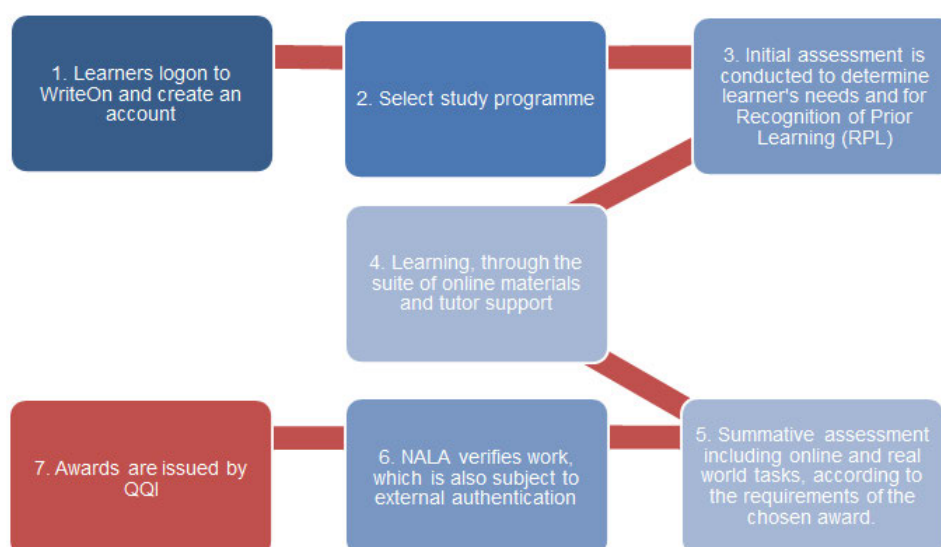 1. Learners logon to
WriteOn and create an
account
2. Select study programme
3. Initial assessment is
conducted to determine
learner's needs and for
Recognition of Prior
Learning (RPL)
4. Learning, through the
suite of online materials
and tutor support
5. Summative assessment
including online and real
world tasks, according to
the requirements of the
chosen award.
6. NALA verifies work,
which is also subject to
external authentication
7. Awards are issued by
QQI